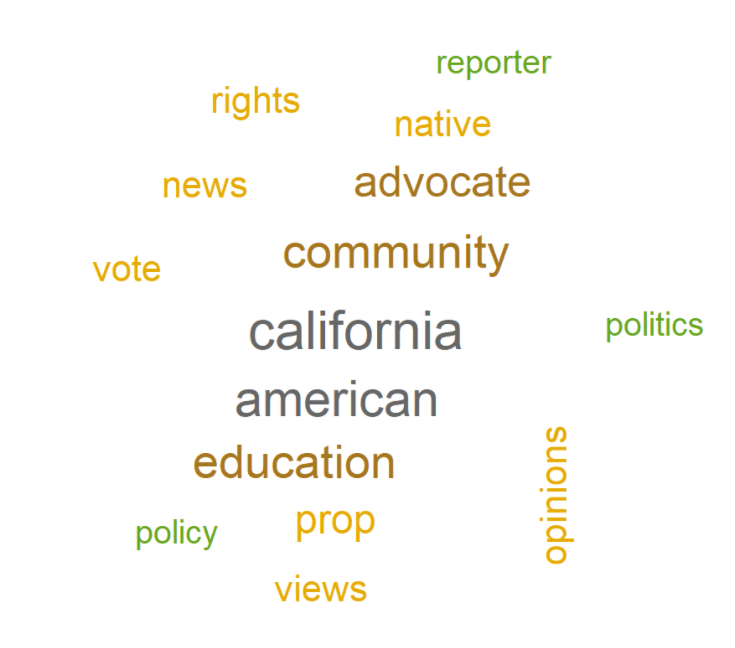 reporter
rights
native
news
advocate
community
vote
california
politics
american
education
opinions
prop
policy
views